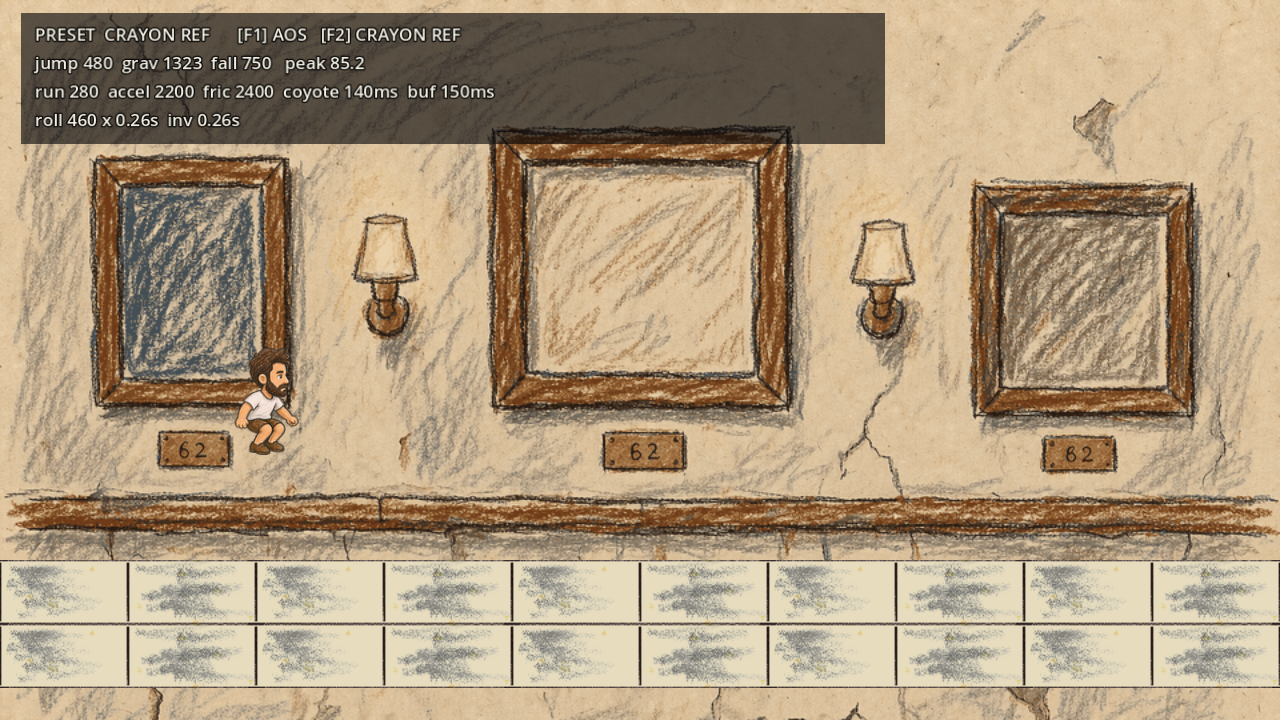 PRESET  CRAYON REF      [F1] AOS   [F2] CRAYON REF
jump 480  grav 1323  fall 750   peak 85.2
run 280  accel 2200  fric 2400  coyote 140ms  buf 150ms
roll 460 x 0.26s  inv 0.26s
62
62
62